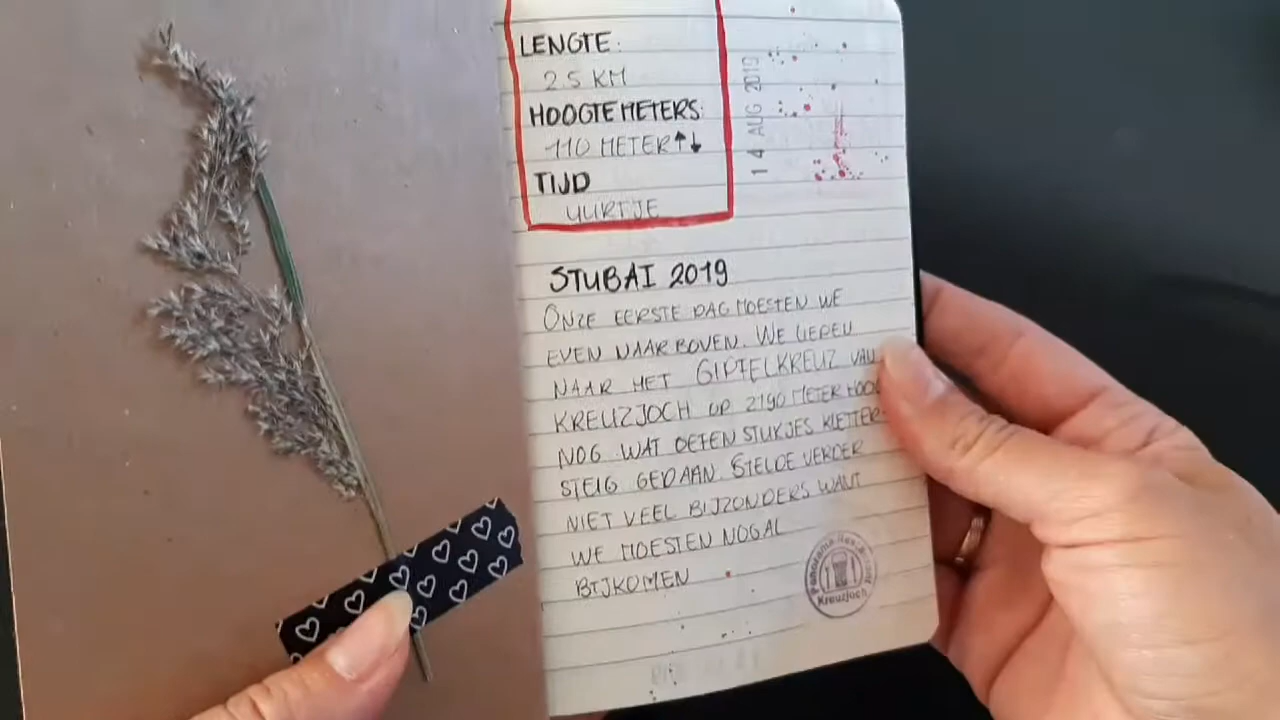 LENGTE:
2.5 KM
HOOGTEMETERS:
110 METER↑↓
TIJD
UURTJE
14 AUG 2019
STUBAI 2019
ONZE EERSTE DAG MOESTEN WE
EVEN NAAR BOVEN. WE LIEPEN
NAAR HET GIPFELKREUZ VAN
KREUZJOCH OP 2190 METER HOOG
NOG WAT OEFEN STUKJES KLETTER-
STEIG GEDAAN. STELDE VERDER
NIET VEEL BIJZONDERS WANT
WE MOESTEN NOGAL
BIJKOMEN
Panorama Restaurant
Kreuzjoch